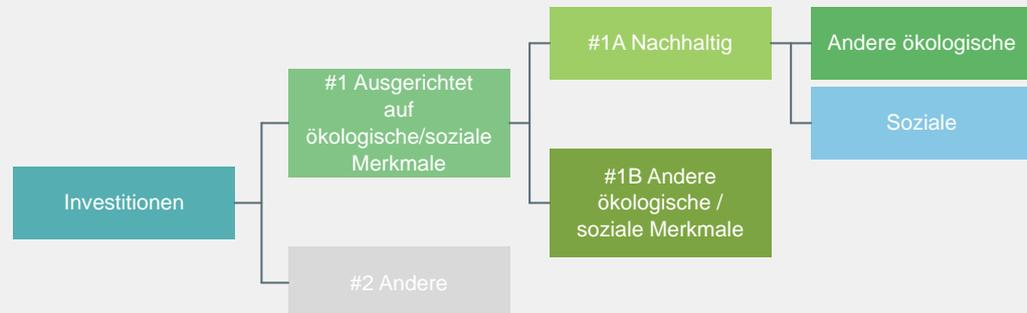 Investitionen
#1 Ausgerichtet
auf
ökologische/soziale
Merkmale
#2 Andere
#1A Nachhaltig
#1B Andere
ökologische /
soziale Merkmale
Andere ökologische
Soziale